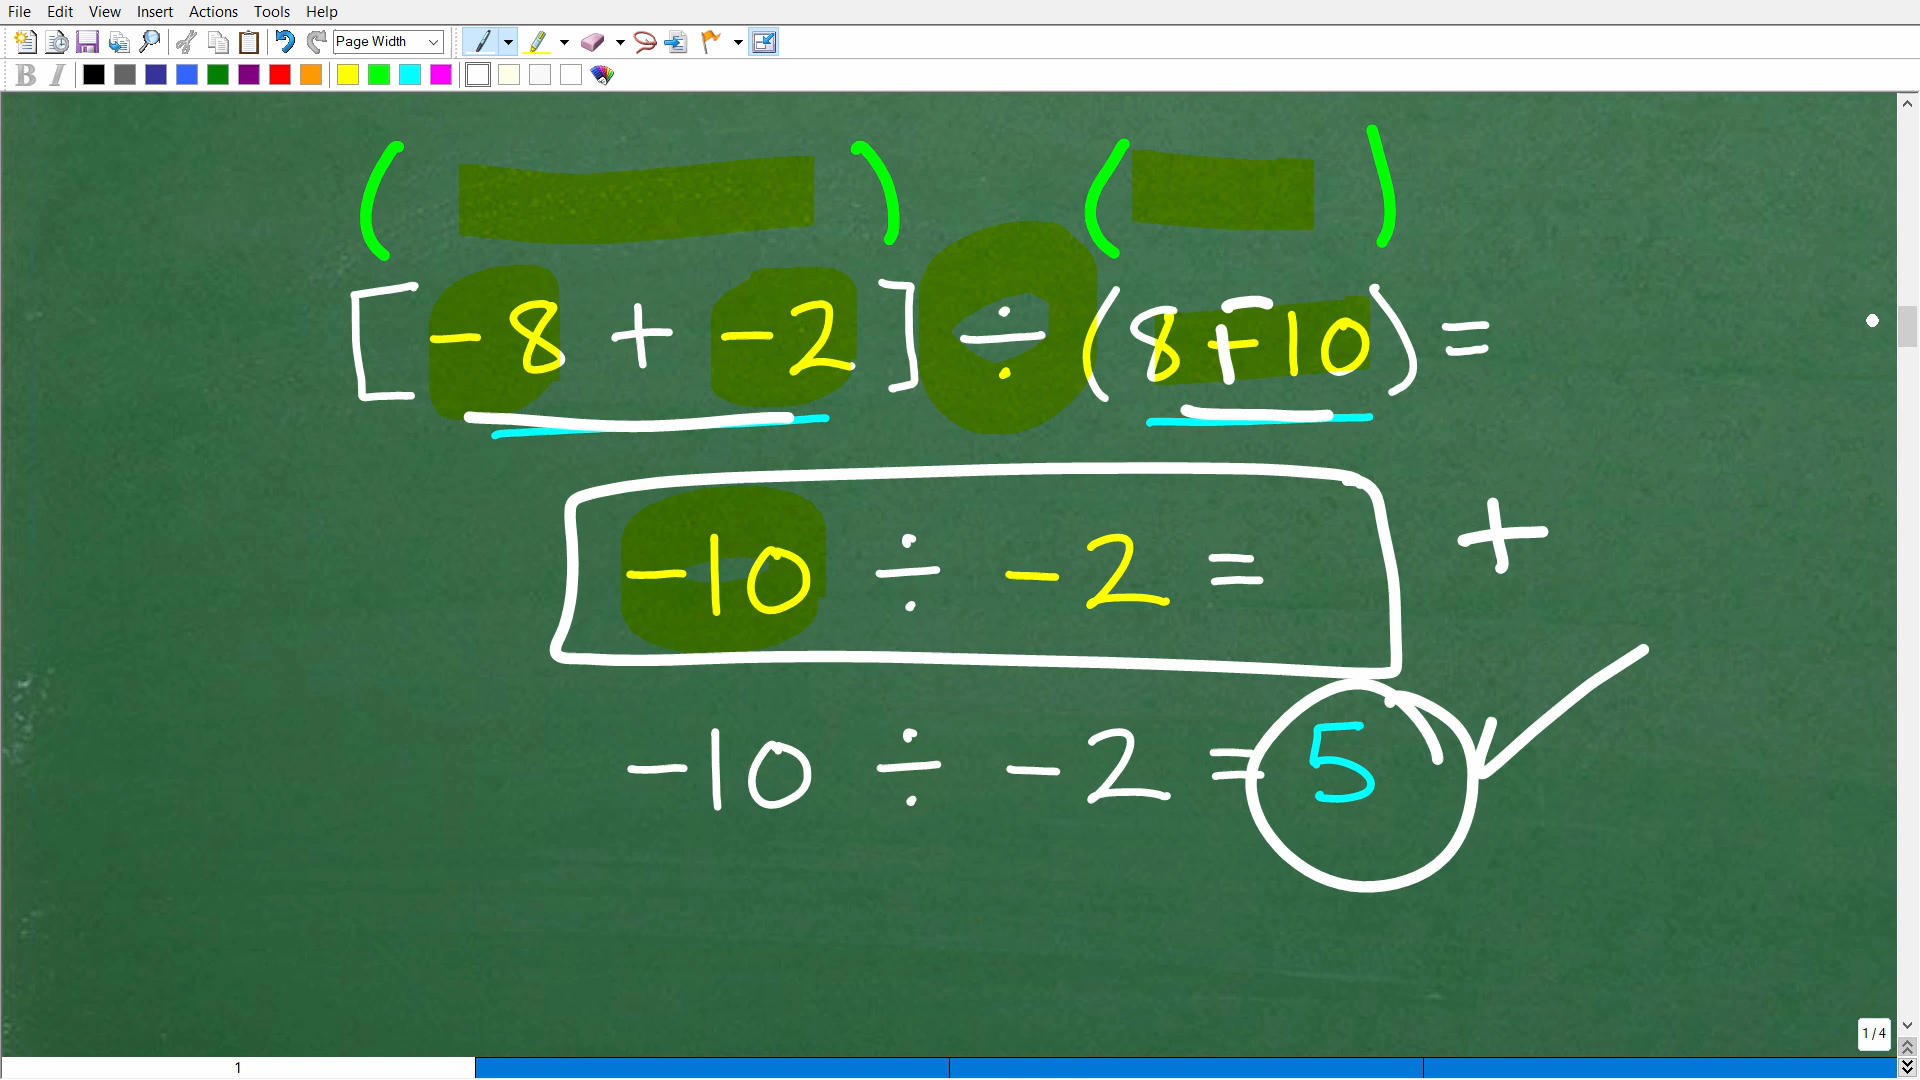 File Edit View Insert Actions Tools Help
Page Width
B I
( ) ( )
[ -8 + -2 ] ÷ ( 8 - 10 ) =
-10 ÷ -2 = +
-10 ÷ -2 = 5
1 / 4
1